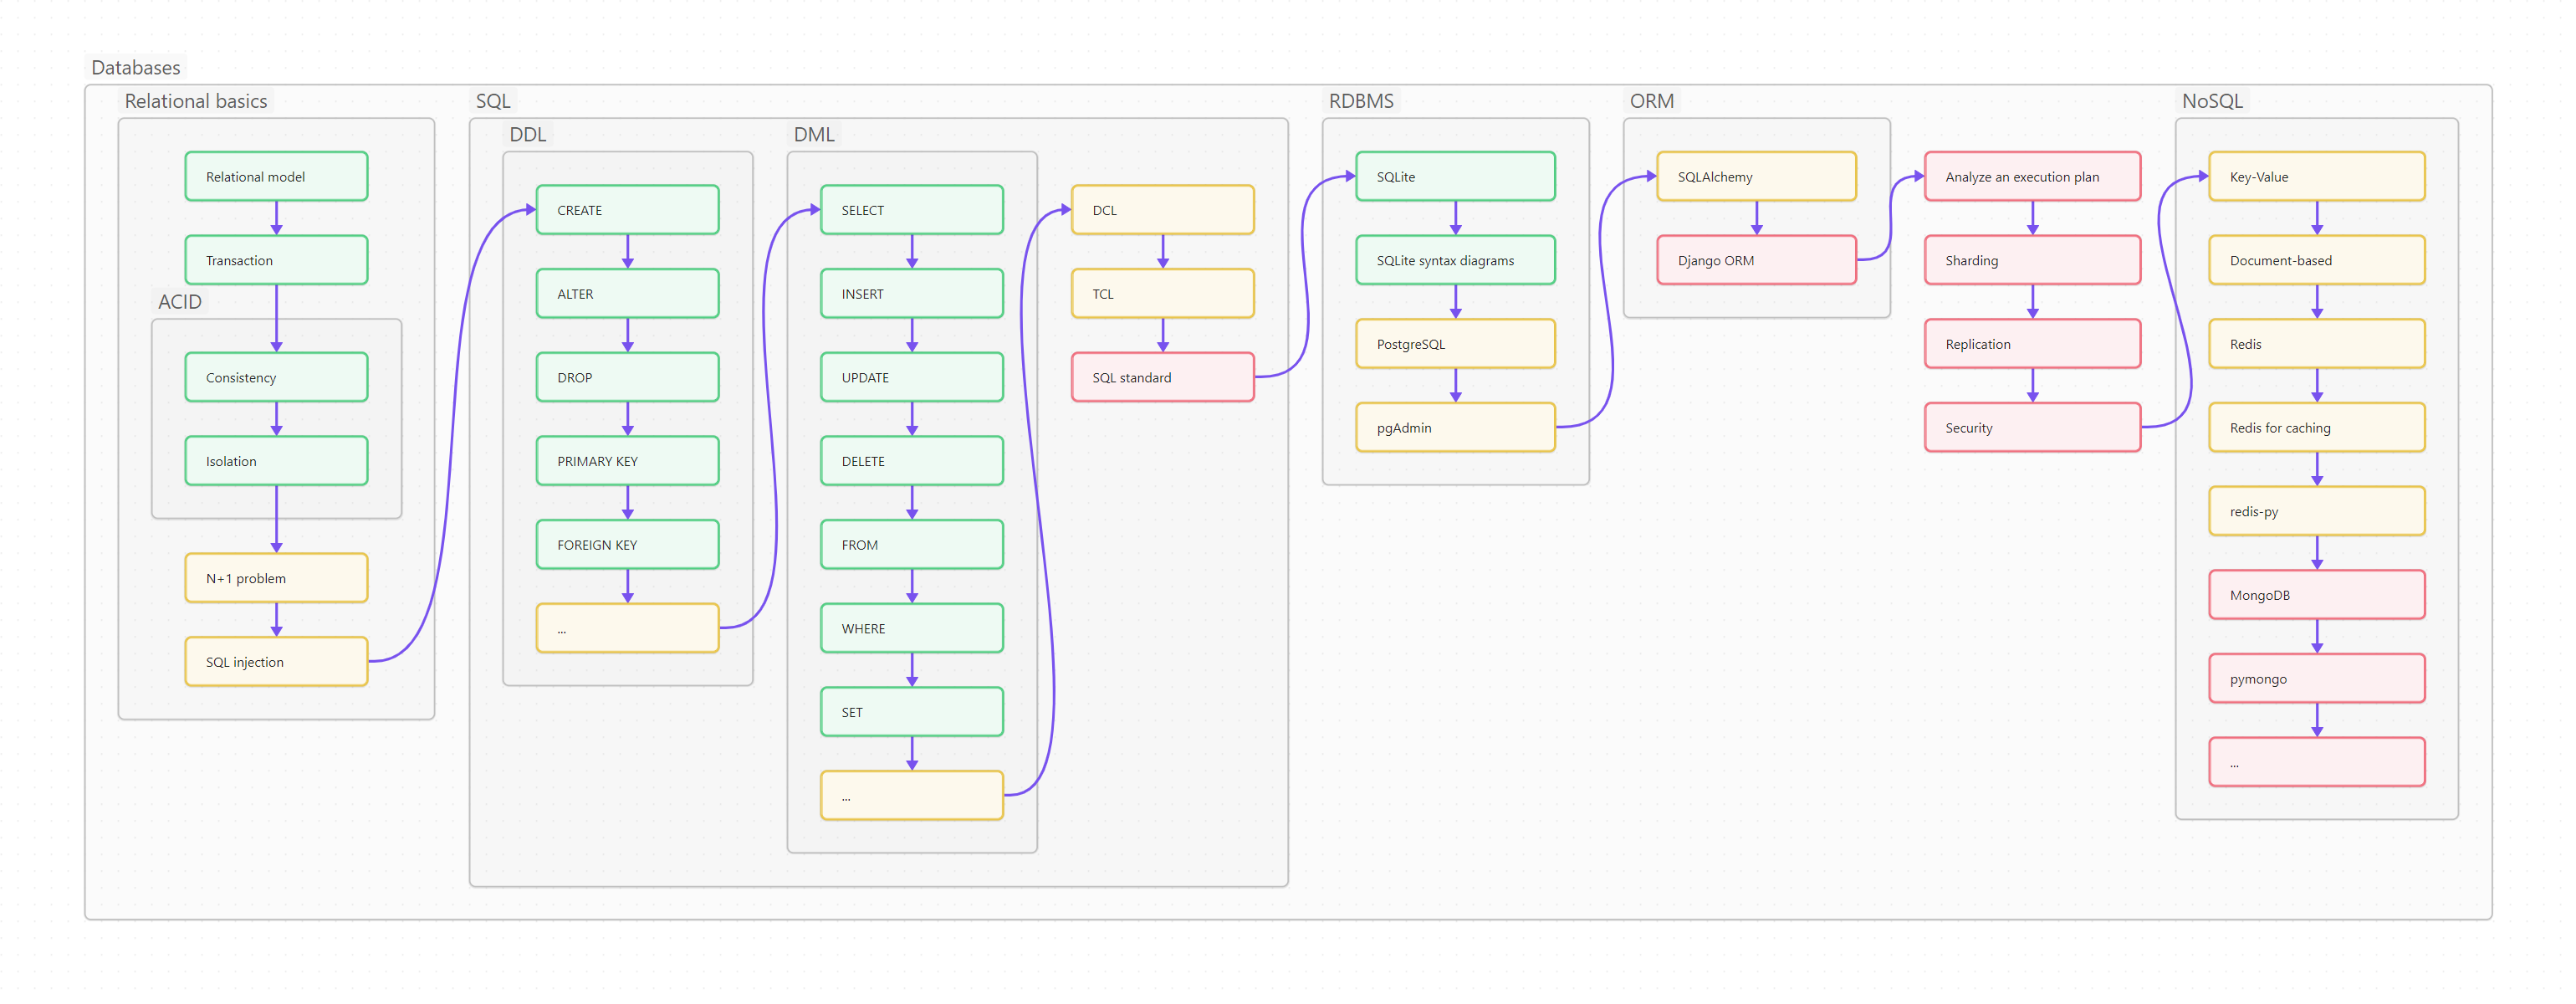 Databases
Relational basics
Relational model
Transaction
ACID
Consistency
Isolation
N+1 problem
SQL injection
SQL
DDL
CREATE
ALTER
DROP
PRIMARY KEY
FOREIGN KEY
...
DML
SELECT
INSERT
UPDATE
DELETE
FROM
WHERE
SET
...
DCL
TCL
SQL standard
RDBMS
SQLite
SQLite syntax diagrams
PostgreSQL
pgAdmin
ORM
SQLAlchemy
Django ORM
Analyze an execution plan
Sharding
Replication
Security
NoSQL
Key-Value
Document-based
Redis
Redis for caching
redis-py
MongoDB
pymongo
...